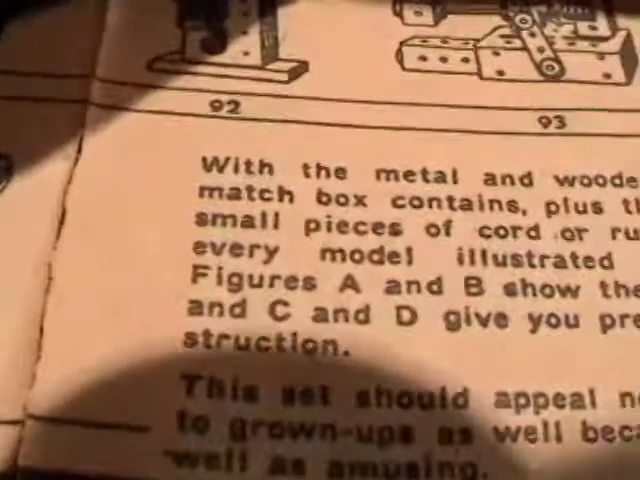 92
93
With the metal and woode
match box contains, plus th
small pieces of cord or ru
every model illustrated
Figures A and B show the
and C and D give you pre
struction.
This set should appeal no
to grown-ups as well beca
well as amusing.